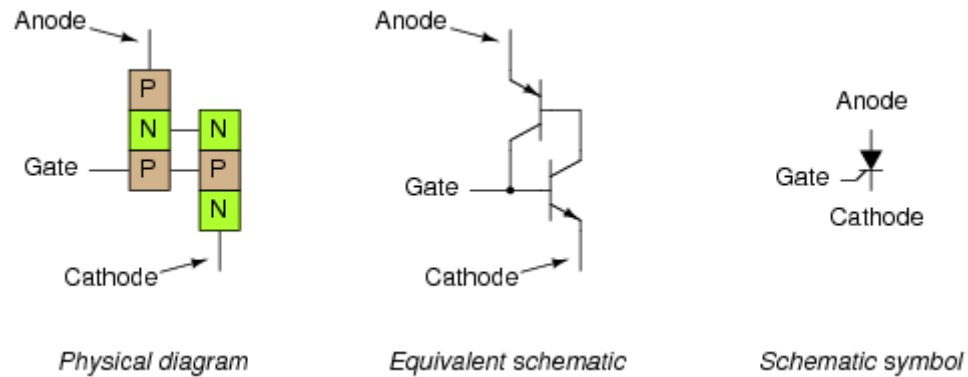 Anode
P
N N
Gate P P
N
Cathode
Physical diagram
Anode
Gate
Cathode
Equivalent schematic
Anode
Gate
Cathode
Schematic symbol